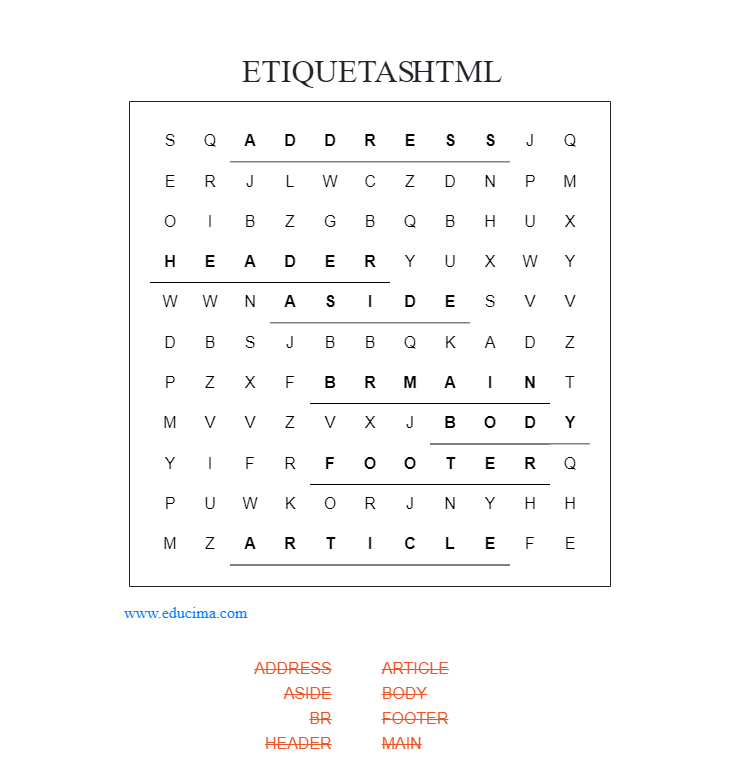 ETIQUETASHTML
S Q A D D R E S S J Q
E R J L W C Z D N P M
O I B Z G B Q B H U X
H E A D E R Y U X W Y
W W N A S I D E S V V
D B S J B B Q K A D Z
P Z X F B R M A I N T
M V V Z V X J B O D Y
Y I F R F O O T E R Q
P U W K O R J N Y H H
M Z A R T I C L E F E
www.educima.com
ADDRESS ARTICLE
ASIDE BODY
BR FOOTER
HEADER MAIN